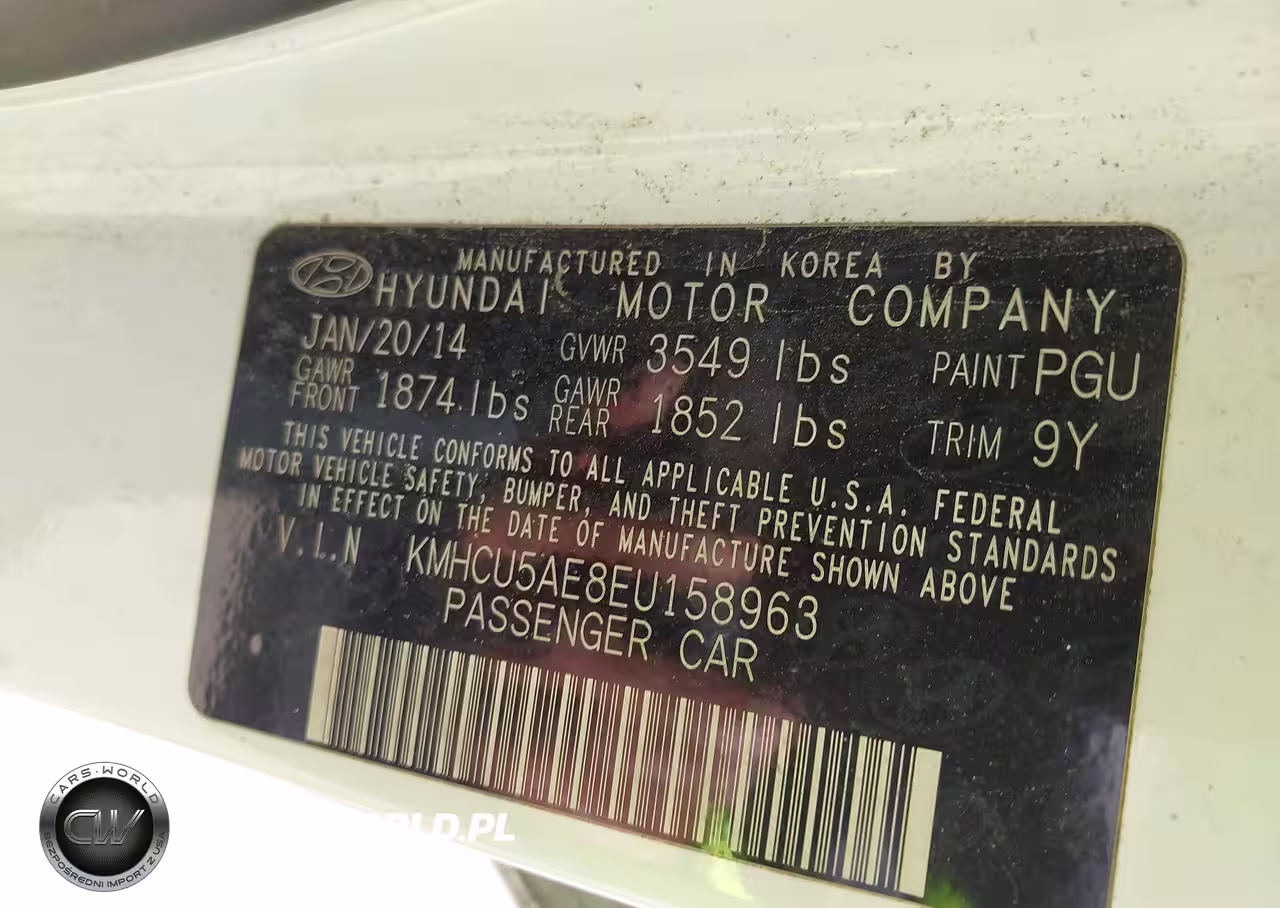 MANUFACTURED IN KOREA BY
HYUNDAI MOTOR COMPANY
JAN/20/14 GVWR 3549 lbs PAINT PGU
GAWR FRONT 1874 lbs GAWR REAR 1852 lbs TRIM 9Y
THIS VEHICLE CONFORMS TO ALL APPLICABLE U.S.A. FEDERAL
MOTOR VEHICLE SAFETY, BUMPER, AND THEFT PREVENTION STANDARDS
IN EFFECT ON THE DATE OF MANUFACTURE SHOWN ABOVE
V.I.N KMHCU5AE8EU158963
PASSENGER CAR
CARS-WORLD
CW
BEZPOŚREDNI IMPORT Z USA
RLD.PL